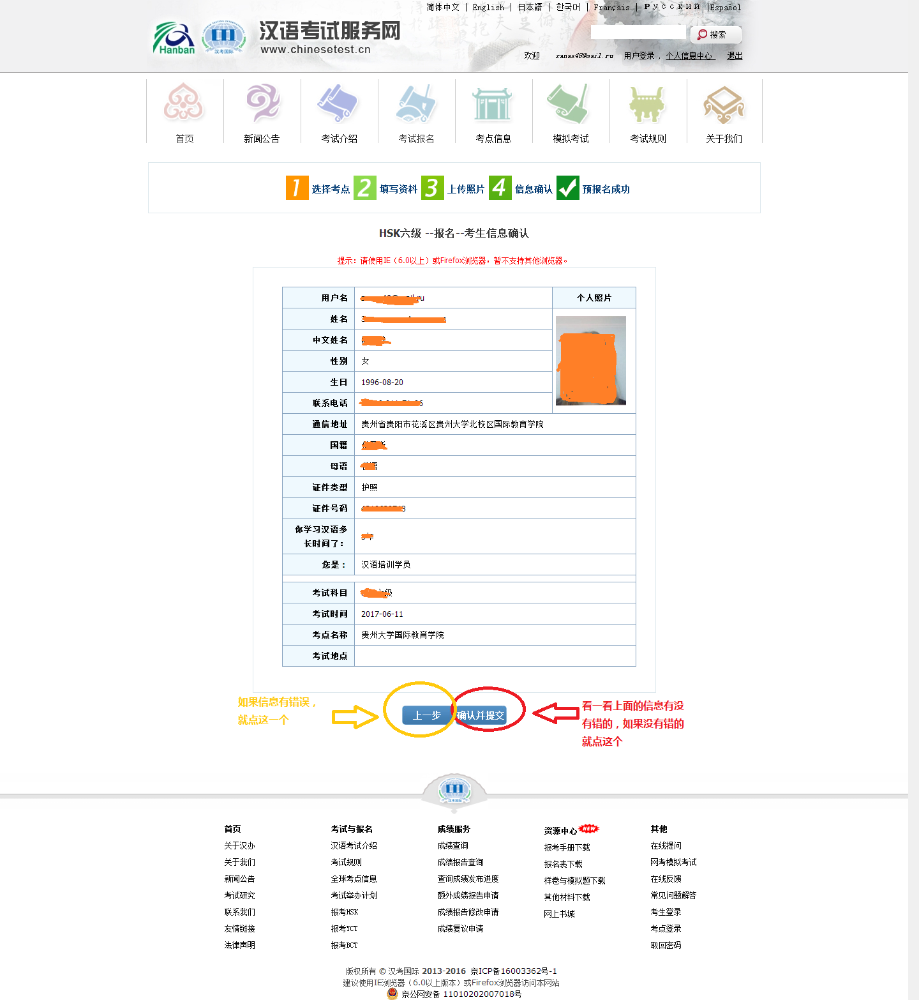 简体中文 | English | 日本語 | 한국어 | Français | Русский |Español
Hanban
汉考国际
汉语考试服务网
www.chinesetest.cn
搜索
欢迎 zanas48@mail.ru 用户登录， 个人信息中心 退出
首页 新闻公告 考试介绍 考试报名 考点信息 模拟考试 考试规则 关于我们
1 选择考点 2 填写资料 3 上传照片 4 信息确认 预报名成功
HSK六级 --报名--考生信息确认
提示：请使用IE（6.0以上）或Firefox浏览器，暂不支持其他浏览器。
用户名 个人照片
姓名
中文姓名
性别 女
生日 1996-08-20
联系电话
通信地址 贵州省贵阳市花溪区贵州大学北校区国际教育学院
国籍
母语
证件类型 护照
证件号码
你学习汉语多
长时间了：
您是： 汉语培训学员
考试科目 级
考试时间 2017-06-11
考点名称 贵州大学国际教育学院
考试地点
如果信息有错误，
就点这一个
上一步 确认并提交
看一看上面的信息有没
有错的，如果没有错的
就点这个
首页 考试与报名 成绩服务 资源中心 NEW 其他
关于汉办 汉语考试介绍 成绩查询 报考手册下载 在线提问
关于我们 考试规则 成绩报告查询 报名表下载 网考模拟考试
新闻公告 全球考点信息 查询成绩发布进度 样卷与模拟题下载 在线反馈
考试研究 考试举办计划 额外成绩报告申请 其他材料下载 常见问题解答
联系我们 报考HSK 成绩报告修改申请 网上书城 考生登录
友情链接 报考YCT 成绩复议申请 考点登录
法律声明 报考BCT 取回密码
版权所有 © 汉考国际 2013-2016 京ICP备16003362号-1
建议使用IE浏览器（6.0以上版本）或Firefox浏览器访问本网站
京公网安备 11010202007018号